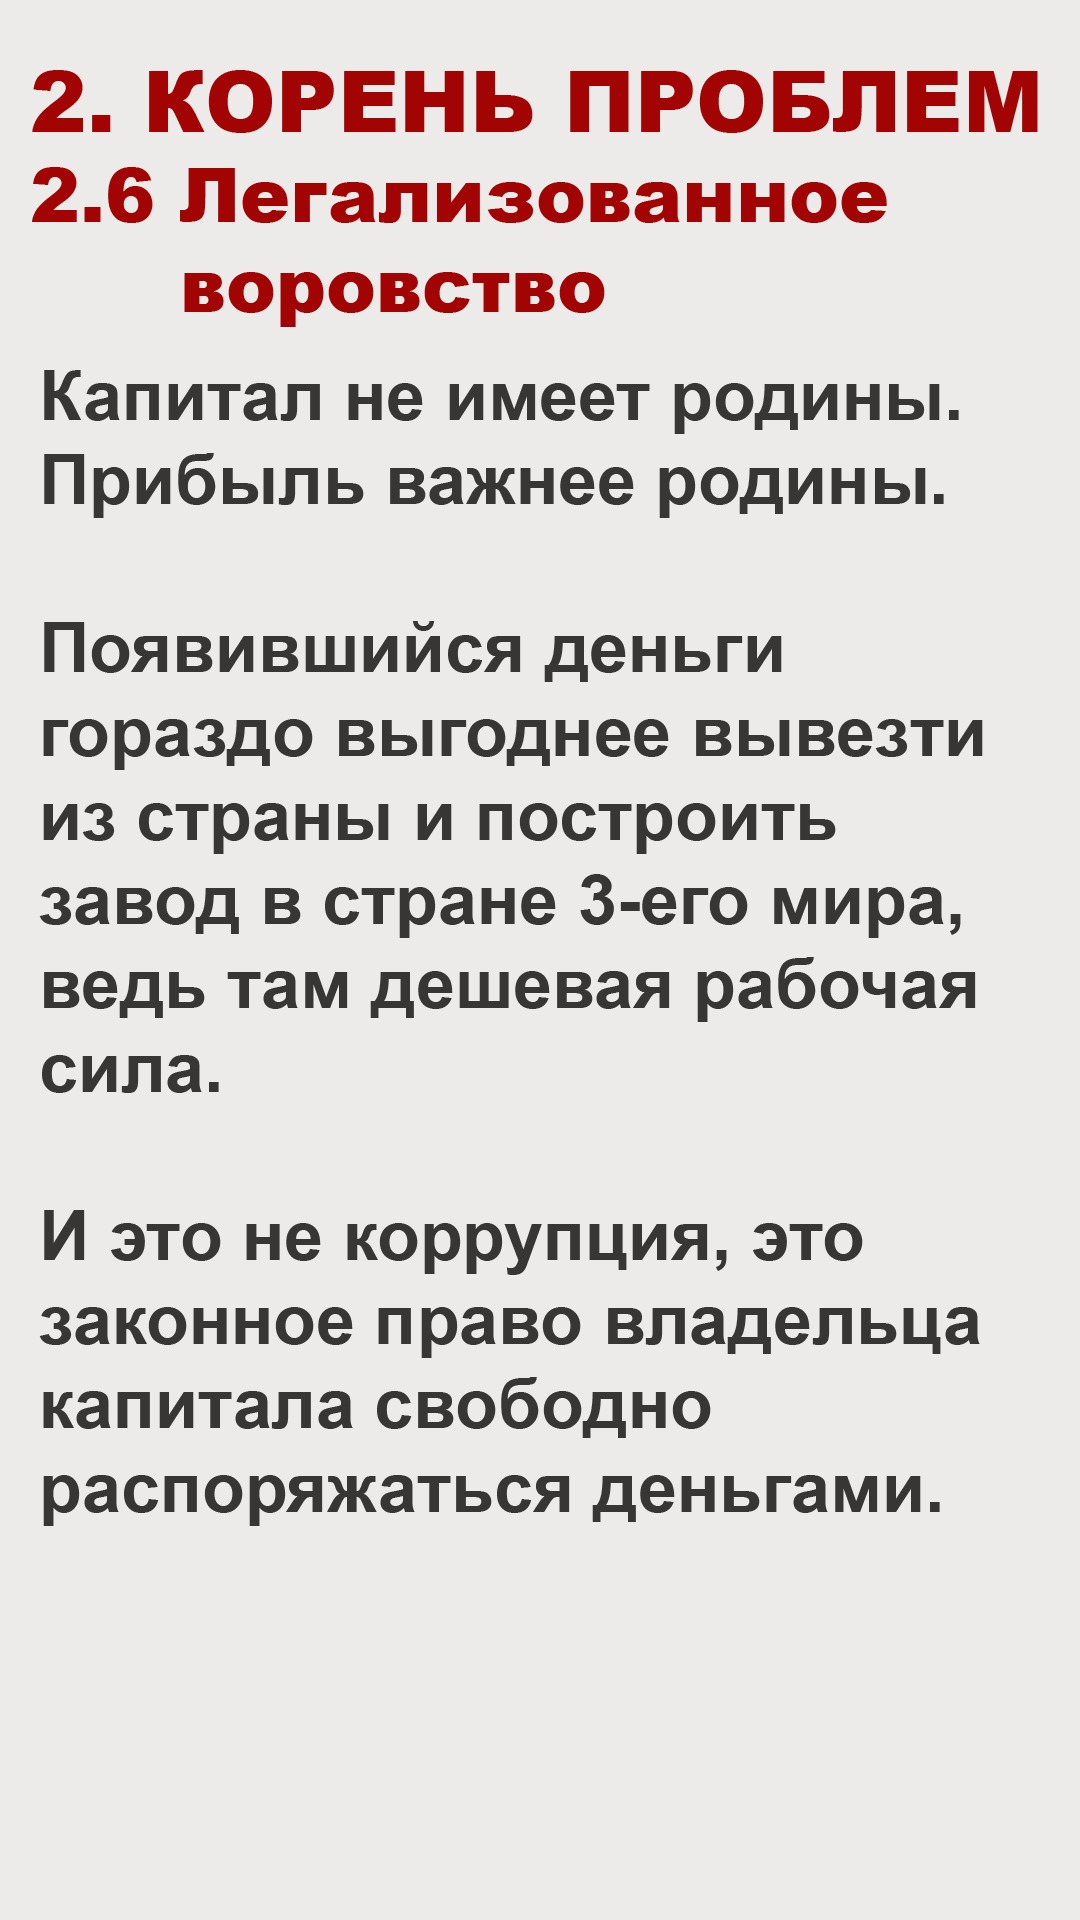 2. КОРЕНЬ ПРОБЛЕМ
2.6 Легализованное
воровство
Капитал не имеет родины.
Прибыль важнее родины.
Появившийся деньги
гораздо выгоднее вывезти
из страны и построить
завод в стране 3-его мира,
ведь там дешевая рабочая
сила.
И это не коррупция, это
законное право владельца
капитала свободно
распоряжаться деньгами.